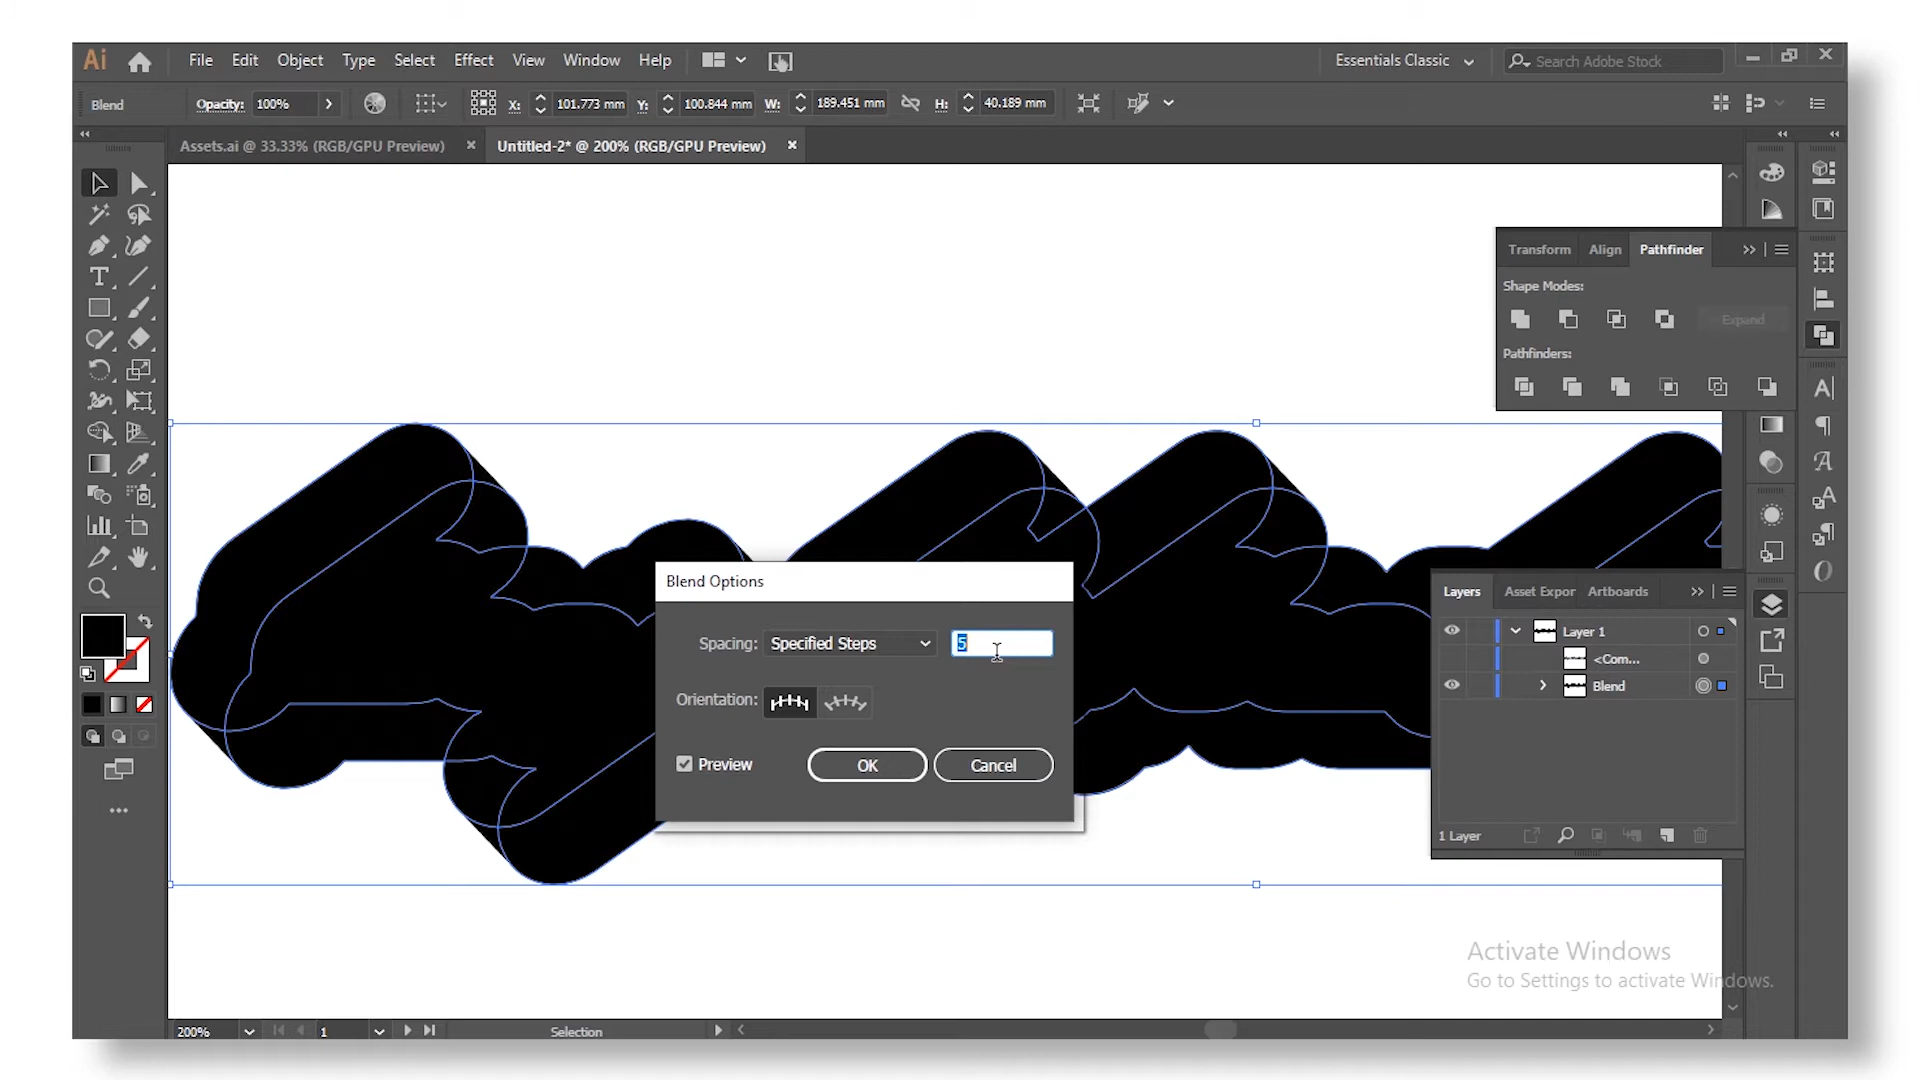 Ai File Edit Object Type Select Effect View Window Help Essentials Classic Search Adobe Stock
Blend Opacity: 100% X: 101.773 mm Y: 100.844 mm W: 189.451 mm H: 40.189 mm
Assets.ai @ 33.33% (RGB/GPU Preview) Untitled-2* @ 200% (RGB/GPU Preview)
Transform Align Pathfinder
Shape Modes:
Expand
Pathfinders:
Blend Options
Spacing: Specified Steps 5
Orientation:
Preview OK Cancel
Layers Asset Expor Artboards
Layer 1
<Com...
Blend
1 Layer
Activate Windows
Go to Settings to activate Windows.
200% 1 Selection